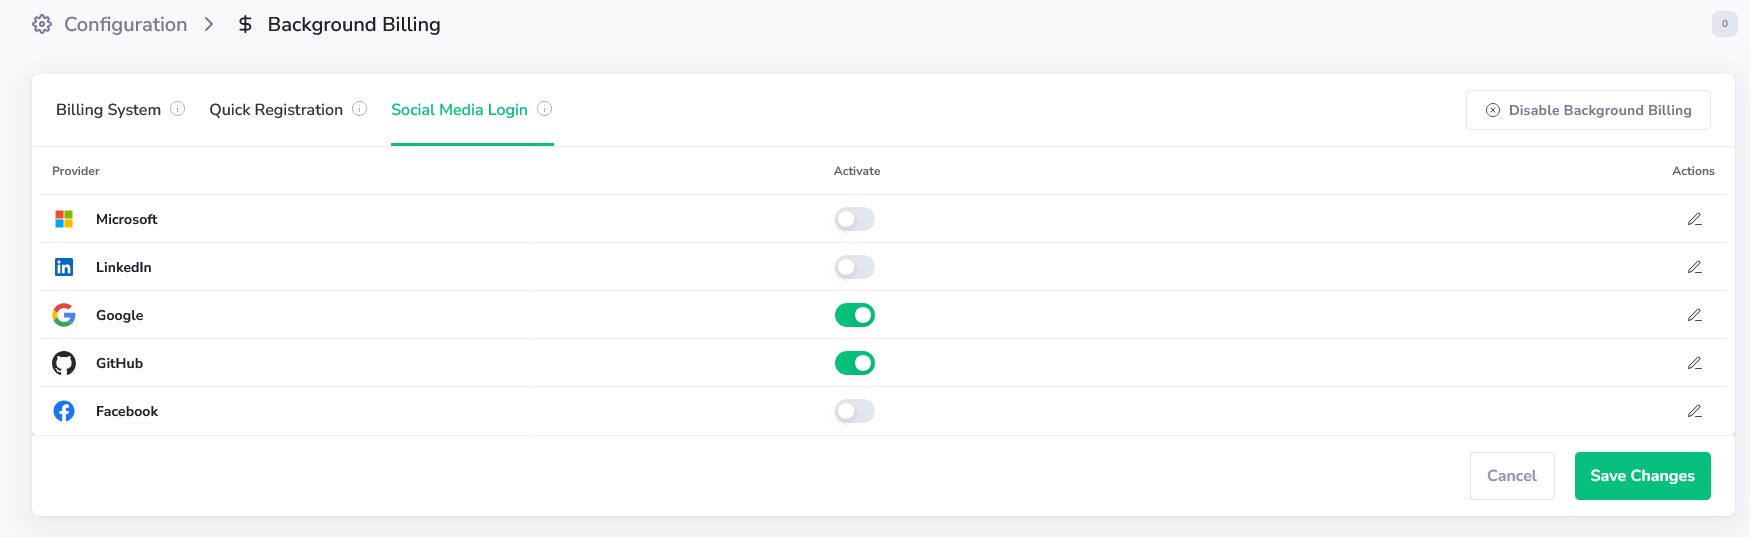 Configuration > $ Background Billing
0
Billing System Quick Registration Social Media Login
Disable Background Billing
Provider Activate Actions
Microsoft
LinkedIn
Google
GitHub
Facebook
Cancel Save Changes